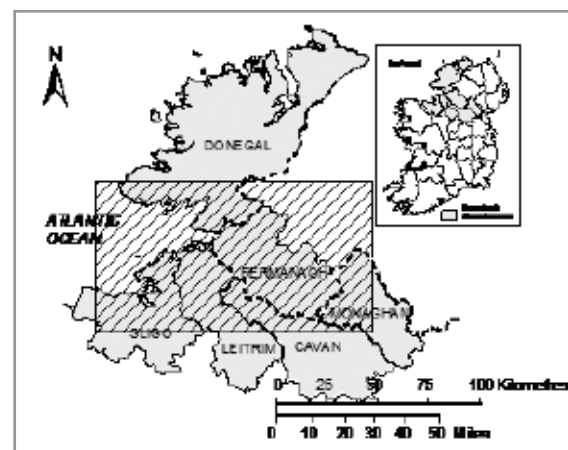 N
Ireland
DONEGAL
ATLANTIC
OCEAN
FERMANAGH
MONAGHAN
SLIGO
LEITRIM
CAVAN
0 25 50 75 100 Kilometres
0 10 20 30 40 50 Miles